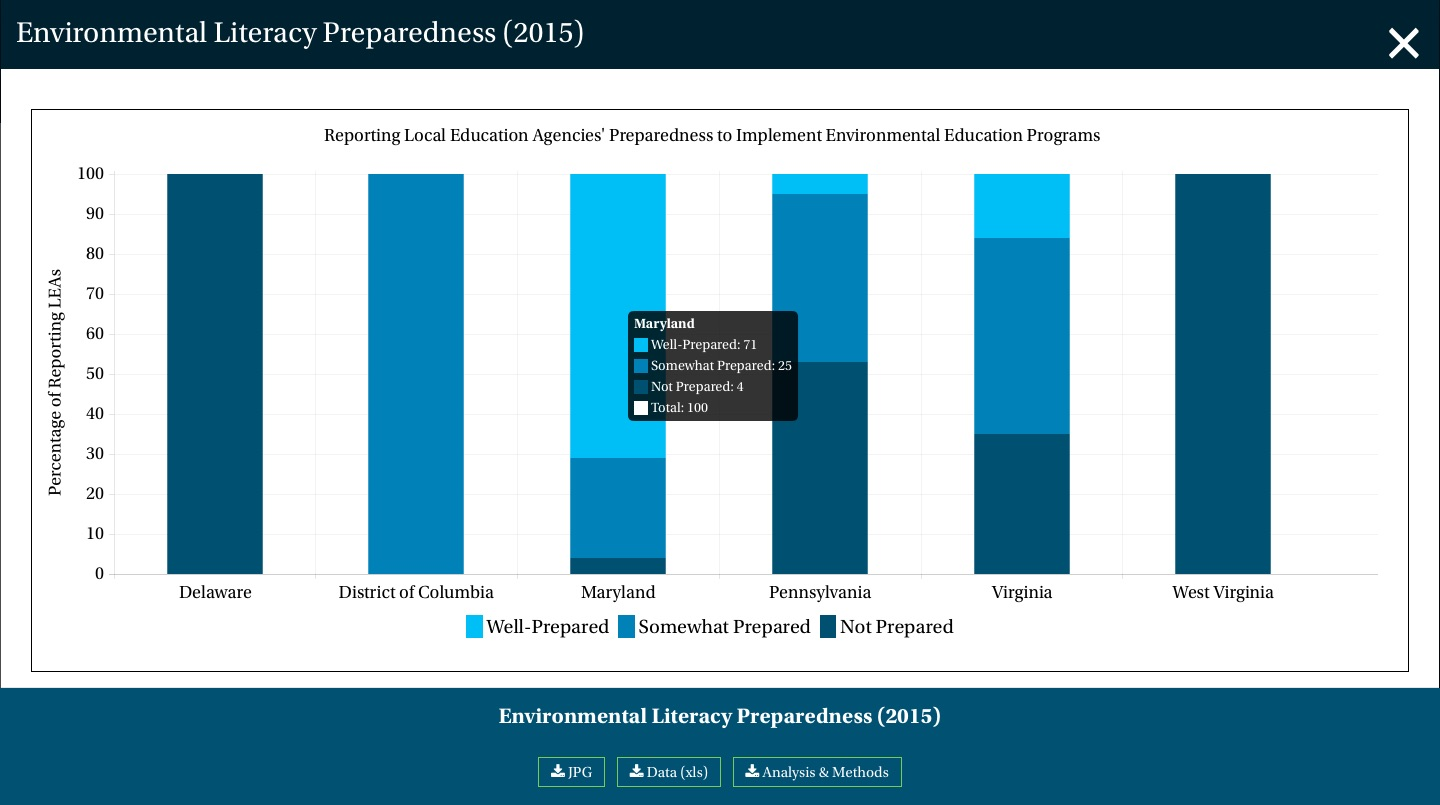 Environmental Literacy Preparedness (2015)
Reporting Local Education Agencies' Preparedness to Implement Environmental Education Programs
Percentage of Reporting LEAs
100
90
80
70
60
50
40
30
20
10
0
Maryland
Well-Prepared: 71
Somewhat Prepared: 25
Not Prepared: 4
Total: 100
Delaware District of Columbia Maryland Pennsylvania Virginia West Virginia
Well-Prepared Somewhat Prepared Not Prepared
Environmental Literacy Preparedness (2015)
JPG Data (xls) Analysis & Methods